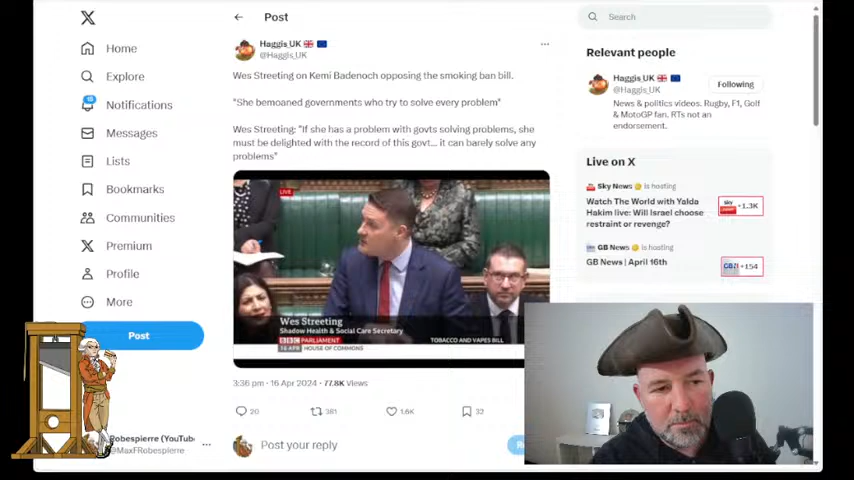 Post
Search
Home
Explore
Notifications
Messages
Lists
Bookmarks
Communities
Premium
Profile
More
Post
Robespierre (YouTub
@MaxFRobespierre
Haggis_UK
@Haggis_UK
Wes Streeting on Kemi Badenoch opposing the smoking ban bill.
"She bemoaned governments who try to solve every problem"
Wes Streeting: "If she has a problem with govts solving problems, she
must be delighted with the record of this govt... it can barely solve any
problems"
LIVE
Wes Streeting
Shadow Health & Social Care Secretary
BBC PARLIAMENT
TOBACCO AND VAPES BILL
16 APR HOUSE OF COMMONS
3:36 pm · 16 Apr 2024 · 77.8K Views
20
381
1.6K
32
Post your reply
Relevant people
Haggis_UK
@Haggis_UK
Following
News & politics videos. Rugby, F1, Golf
& MotoGP fan. RTs not an
endorsement.
Live on X
Sky News is hosting
Watch The World with Yalda
Hakim live: Will Israel choose
restraint or revenge?
+1.3K
GB News is hosting
GB News | April 16th
+154